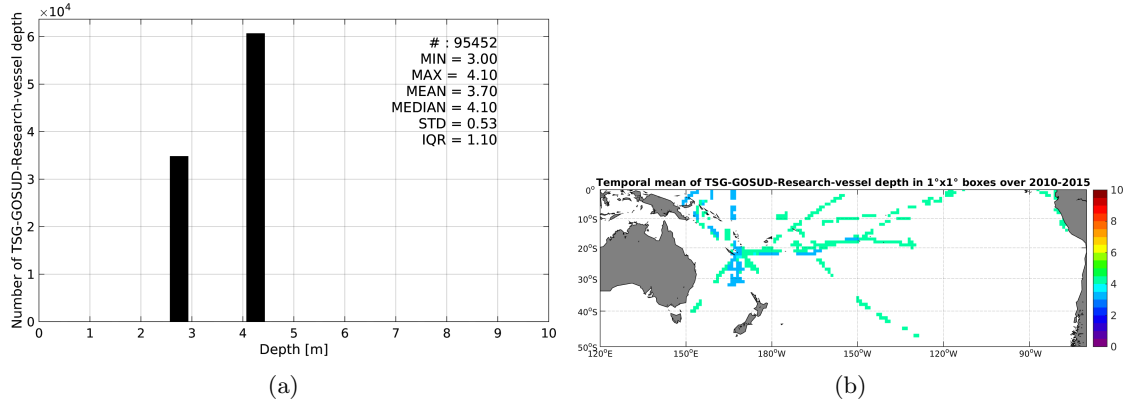 ×10⁴
Number of TSG-GOSUD-Research-vessel depth
6
5
4
3
2
1
0
# : 95452
MIN = 3.00
MAX = 4.10
MEAN = 3.70
MEDIAN = 4.10
STD = 0.53
IQR = 1.10
0 1 2 3 4 5 6 7 8 9 10
Depth [m]
(a)
Temporal mean of TSG-GOSUD-Research-vessel depth in 1°x1° boxes over 2010-2015
0°
10°S
20°S
30°S
40°S
50°S
120°E 150°E 180°W 150°W 120°W 90°W
10
8
6
4
2
0
(b)